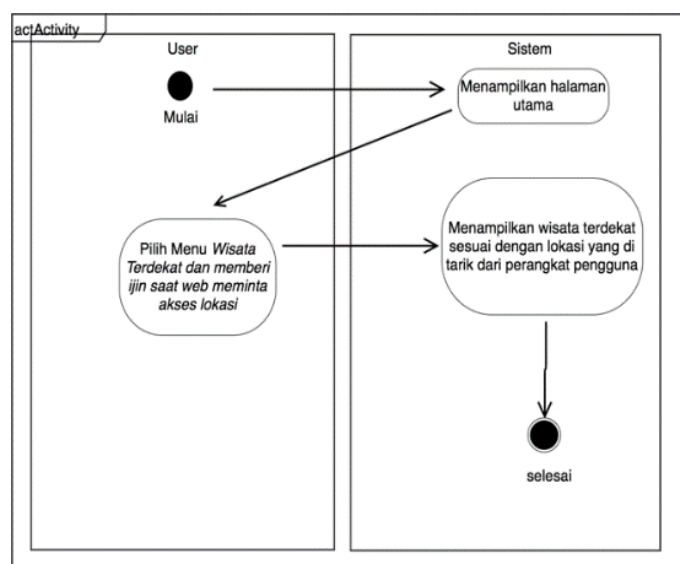 actActivity
User
Sistem
Mulai
Menampilkan halaman
utama
Pilih Menu Wisata
Terdekat dan memberi
ijin saat web meminta
akses lokasi
Menampilkan wisata terdekat
sesuai dengan lokasi yang di
tarik dari perangkat pengguna
selesai